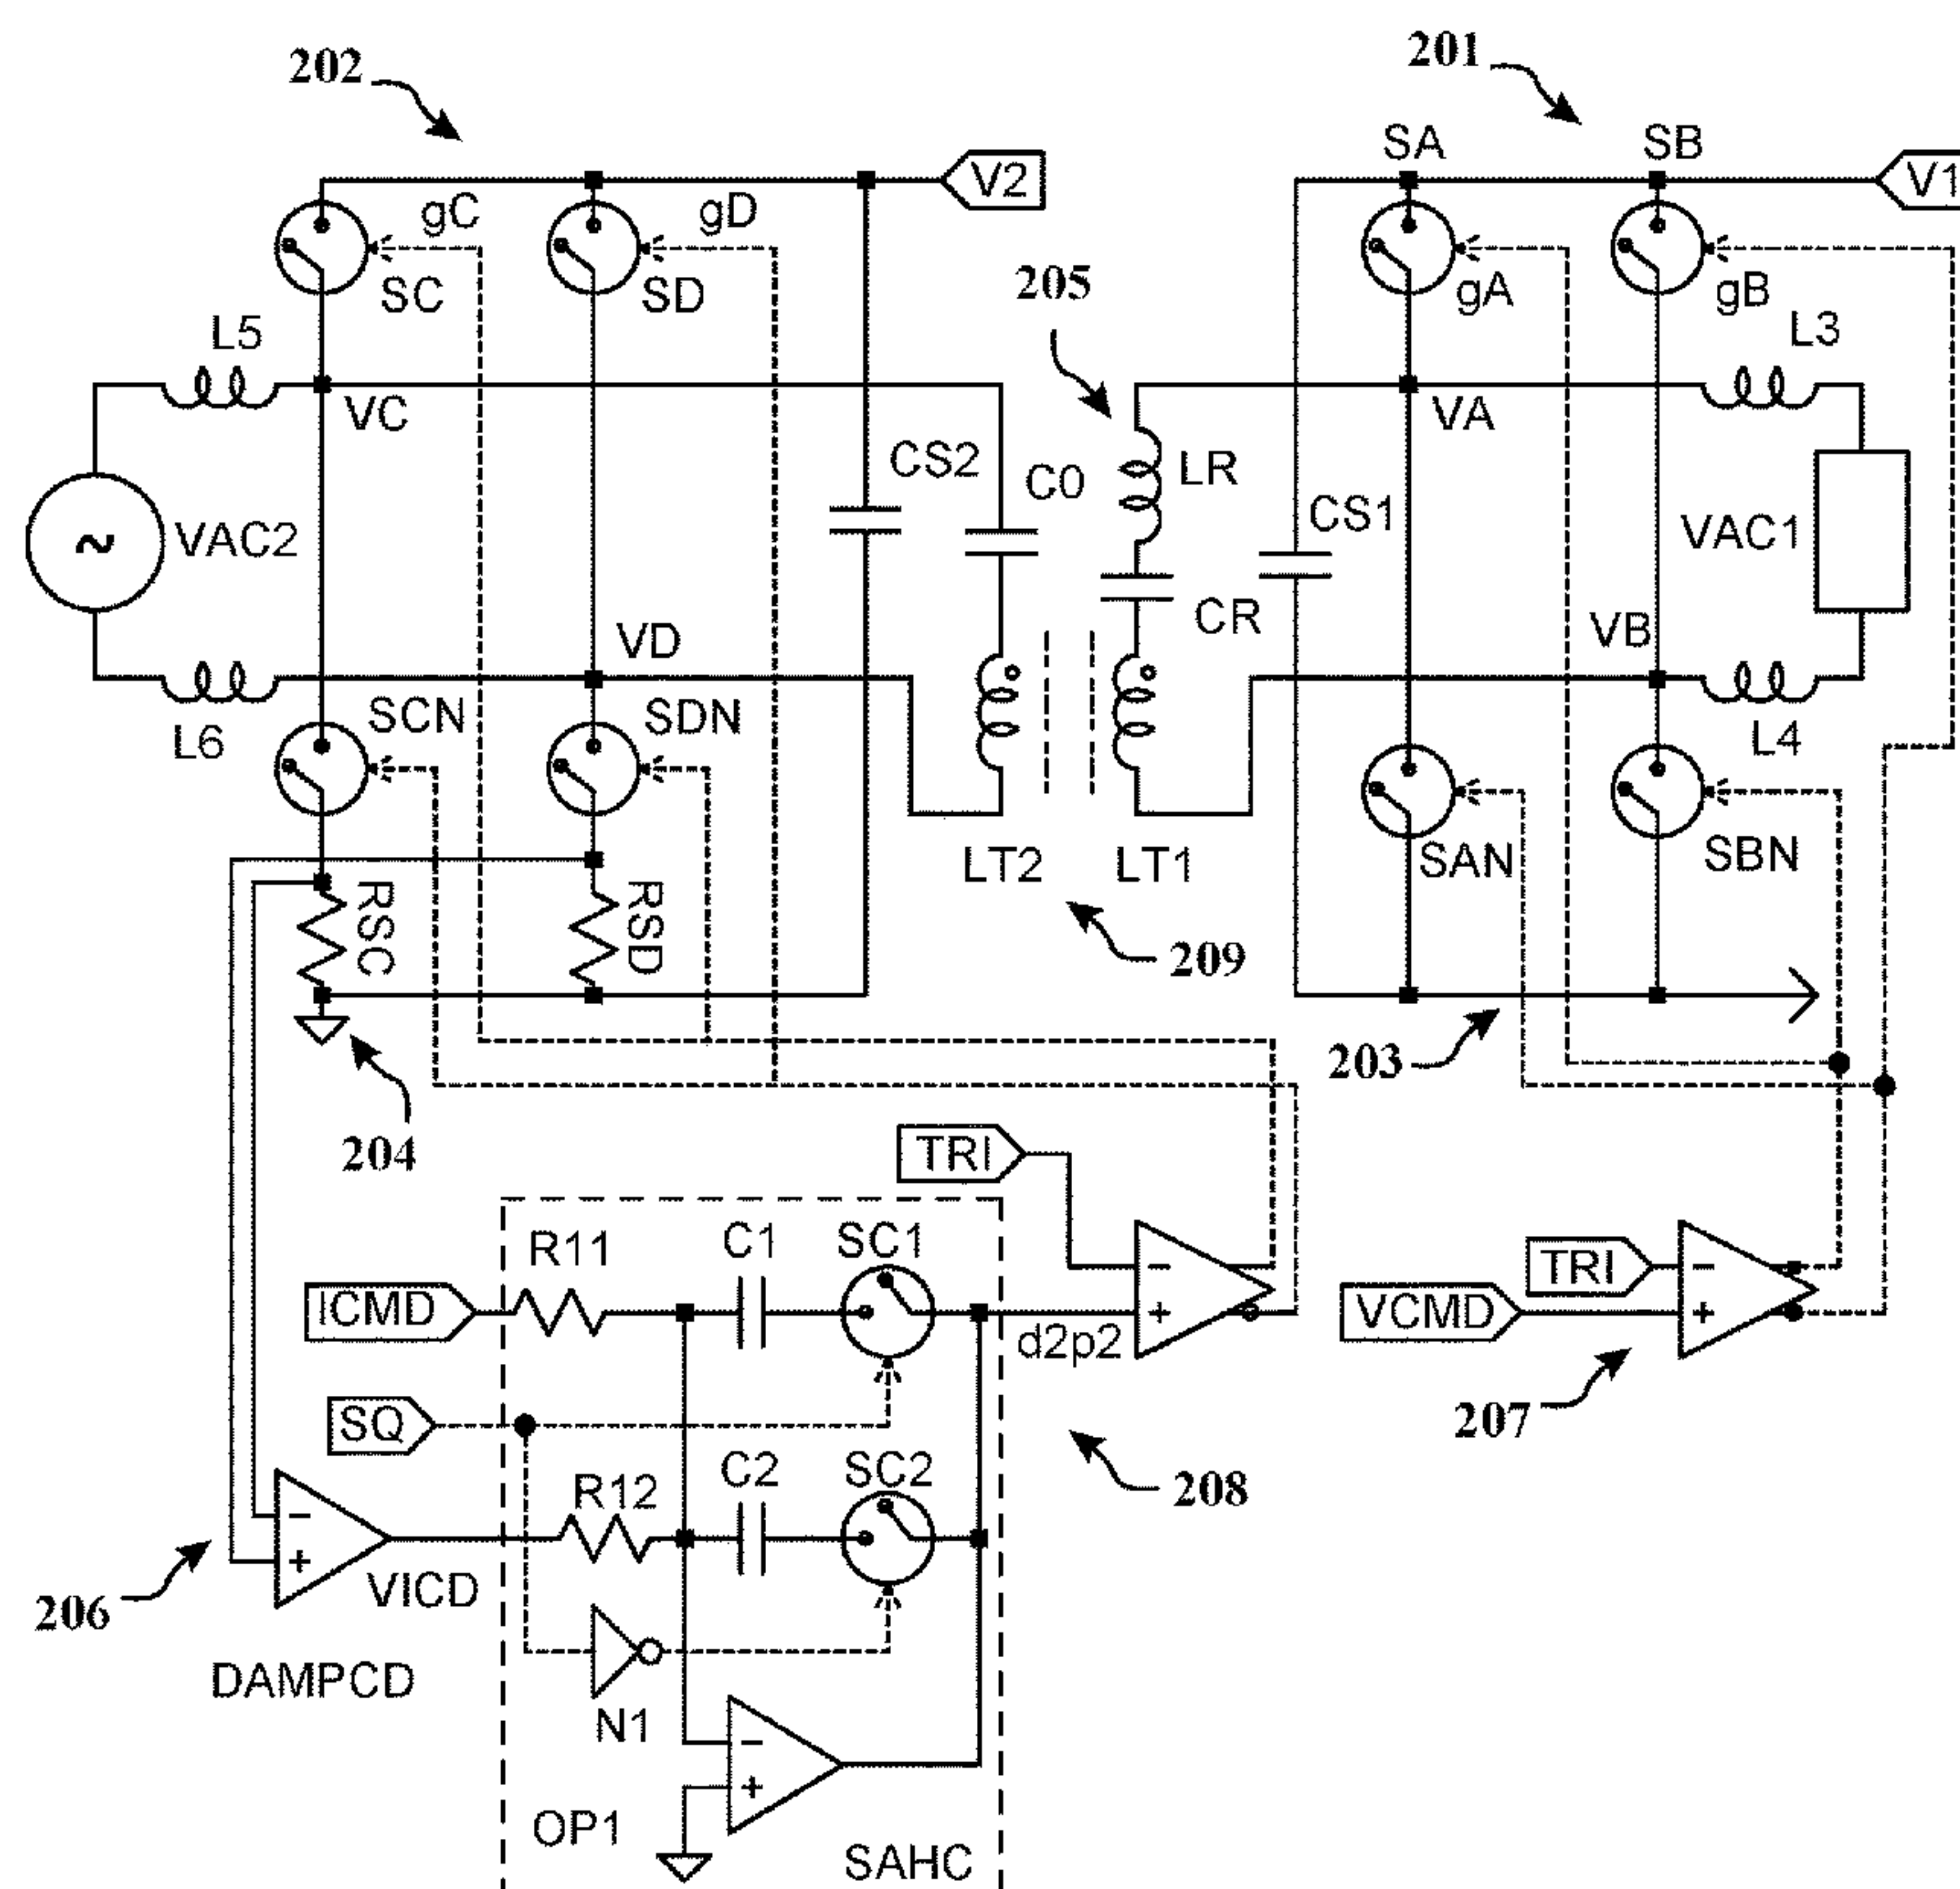 202
201
SA
SB
V2
V1
gC
gD
SC
SD
205
gA
gB
L5
L3
VC
VA
CS2
C0
LR
CS1
VAC2
VAC1
CR
VD
VB
SCN
SDN
L6
L4
LT2
LT1
SAN
SBN
RSC
RSD
209
203
204
TRI
R11
C1
SC1
TRI
ICMD
VCMD
d2p2
SQ
207
R12
C2
SC2
208
206
VICD
DAMPCD
N1
OP1
SAHC